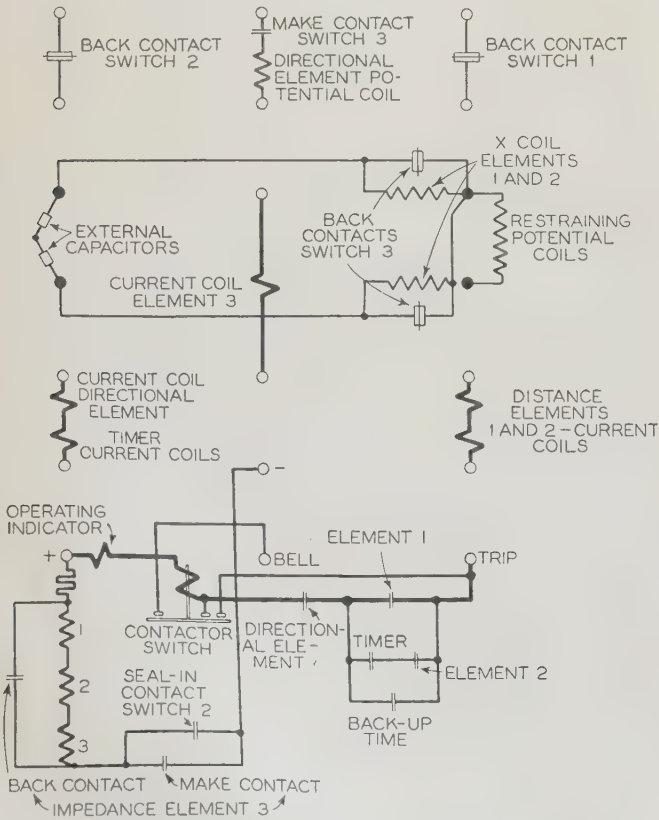 BACK CONTACT
SWITCH 2
MAKE CONTACT
SWITCH 3
DIRECTIONAL
ELEMENT PO-
TENTIAL COIL
BACK CONTACT
SWITCH 1
X COIL
ELEMENTS
1 AND 2
EXTERNAL
CAPACITORS
CURRENT COIL
ELEMENT 3
BACK
CONTACTS
SWITCH 3
RESTRAINING
POTENTIAL
COILS
CURRENT COIL
DIRECTIONAL
ELEMENT
TIMER
CURRENT COILS
DISTANCE
ELEMENTS
1 AND 2-CURRENT
COILS
-
OPERATING
INDICATOR
+
BELL
ELEMENT 1
TRIP
CONTACTOR
SWITCH
DIRECTION-
AL ELE-
MENT
TIMER
ELEMENT 2
BACK-UP
TIME
1
2
3
SEAL-IN
CONTACT
SWITCH 2
BACK CONTACT
MAKE CONTACT
IMPEDANCE ELEMENT 3